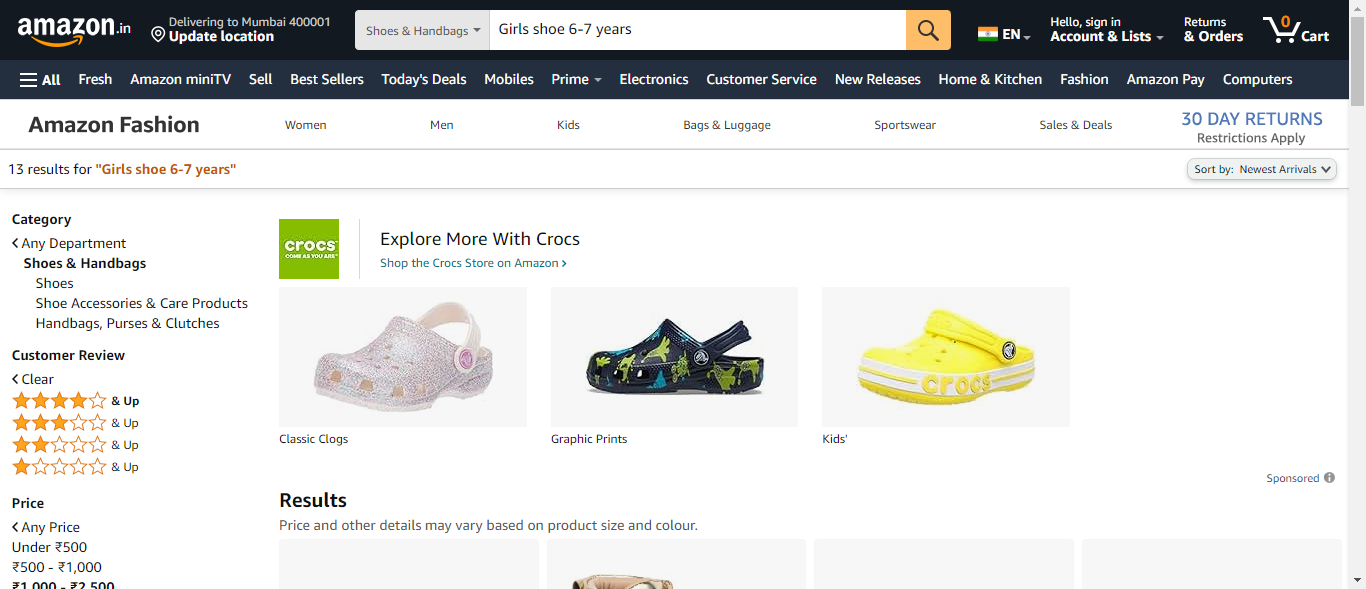 amazon.in
Delivering to Mumbai 400001
Update location
Shoes & Handbags
Girls shoe 6-7 years
EN
Hello, sign in
Account & Lists
Returns
& Orders
0
Cart
All
Fresh
Amazon miniTV
Sell
Best Sellers
Today's Deals
Mobiles
Prime
Electronics
Customer Service
New Releases
Home & Kitchen
Fashion
Amazon Pay
Computers
Amazon Fashion
Women
Men
Kids
Bags & Luggage
Sportswear
Sales & Deals
30 DAY RETURNS
Restrictions Apply
13 results for "Girls shoe 6-7 years"
Sort by: Newest Arrivals
Category
Any Department
Shoes & Handbags
Shoes
Shoe Accessories & Care Products
Handbags, Purses & Clutches
Customer Review
Clear
& Up
& Up
& Up
& Up
Price
Any Price
Under ₹500
₹500 - ₹1,000
₹1,000 - ₹2,500
crocs™
COME AS YOU ARE™
Explore More With Crocs
Shop the Crocs Store on Amazon
crocs
Classic Clogs
Graphic Prints
Kids'
Sponsored
Results
Price and other details may vary based on product size and colour.